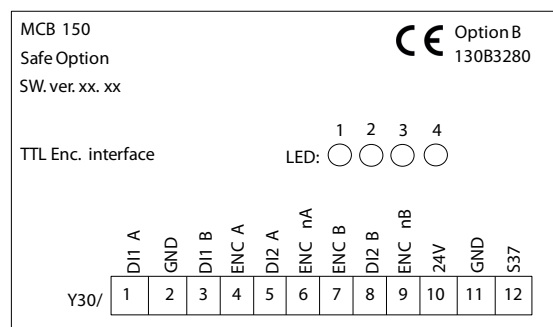 MCB 150
Safe Option
SW. ver. xx. xx
CE Option B
130B3280
1 2 3 4
TTL Enc. interface LED:
DI1 A
GND
DI1 B
ENC A
DI2 A
ENC nA
ENC B
DI2 B
ENC nB
24V
GND
S37
Y30/ 1 2 3 4 5 6 7 8 9 10 11 12